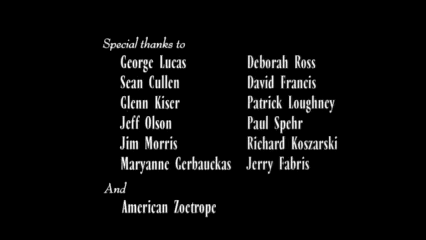 Special thanks to
George Lucas Deborah Ross
Sean Cullen David Francis
Glenn Kiser Patrick Loughney
Jeff Olson Paul Spehr
Jim Morris Richard Koszarski
Maryanne Gerbauckas Jerry Fabris
And
American Zoetrope